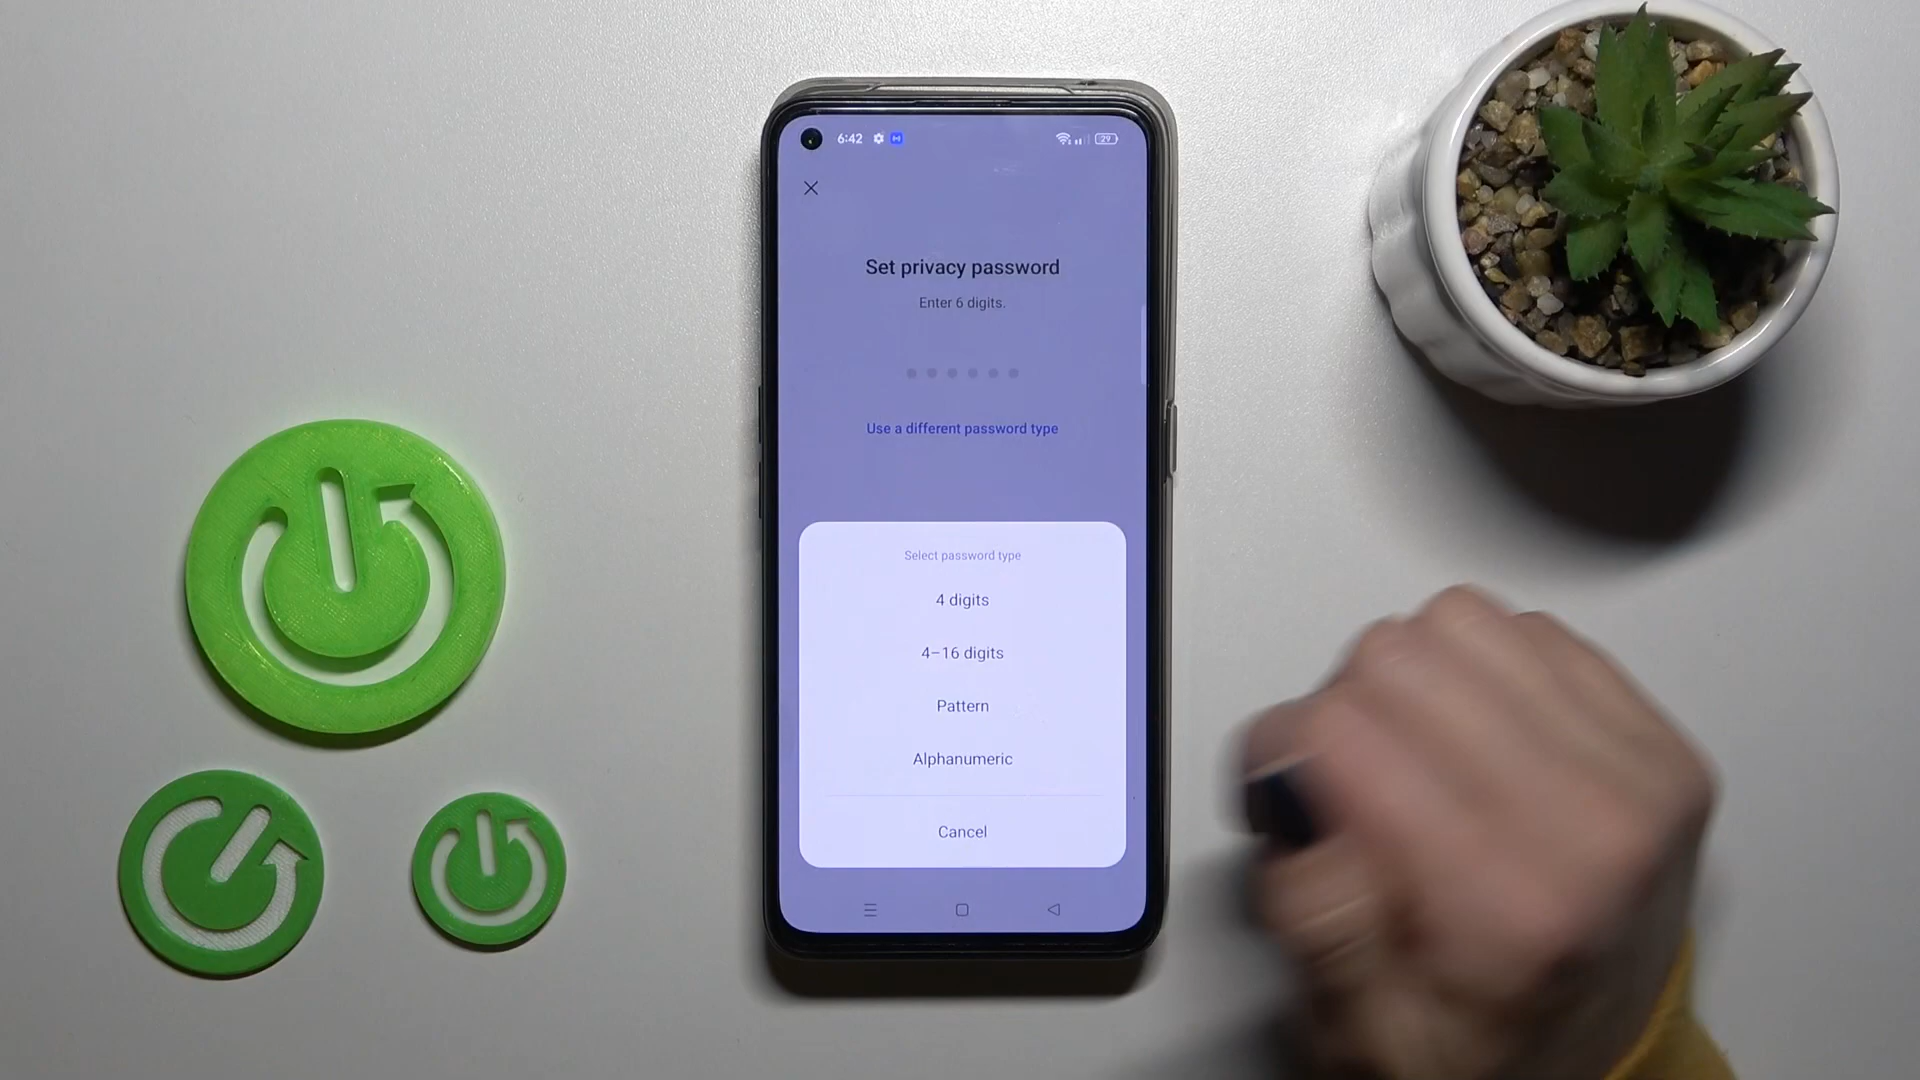 6:42
29
Set privacy password
Enter 6 digits.
Use a different password type
Select password type
4 digits
4–16 digits
Pattern
Alphanumeric
Cancel